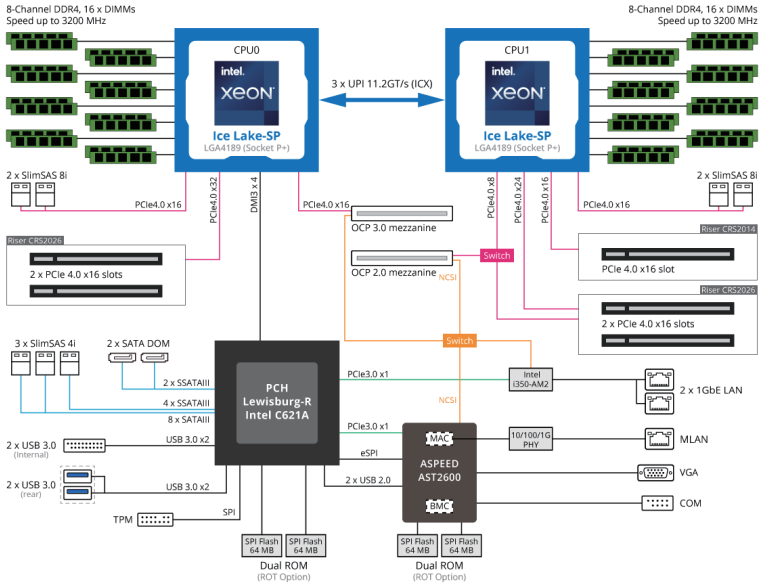 8-Channel DDR4, 16 x DIMMs
Speed up to 3200 MHz
8-Channel DDR4, 16 x DIMMs
Speed up to 3200 MHz
CPU0
intel.
XEON
Ice Lake-SP
LGA4189 (Socket P+)
3 x UPI 11.2GT/s (ICX)
CPU1
intel.
XEON
Ice Lake-SP
LGA4189 (Socket P+)
2 x SlimSAS 8i
PCIe4.0 x16
PCIe4.0 x32
DMI3 x 4
PCIe4.0 x16
PCIe4.0 x8
PCIe4.0 x24
PCIe4.0 x16
PCIe4.0 x16
2 x SlimSAS 8i
OCP 3.0 mezzanine
OCP 2.0 mezzanine
Switch
NCSI
Riser CRS2026
2 x PCIe 4.0 x16 slots
Riser CRS2014
PCIe 4.0 x16 slot
Riser CRS2026
2 x PCIe 4.0 x16 slots
Switch
3 x SlimSAS 4i
2 x SATA DOM
2 x SSATAIII
4 x SSATAIII
8 x SATAIII
PCH
Lewisburg-R
Intel C621A
PCIe3.0 x1
Intel
i350-AM2
2 x 1GbE LAN
NCSI
2 x USB 3.0
(Internal)
USB 3.0 x2
PCIe3.0 x1
eSPI
2 x USB 2.0
MAC
ASPEED
AST2600
BMC
10/100/1G
PHY
MLAN
VGA
COM
2 x USB 3.0
(rear)
USB 3.0 x2
TPM
SPI
SPI Flash
64 MB
SPI Flash
64 MB
Dual ROM
(ROT Option)
SPI Flash
64 MB
SPI Flash
64 MB
Dual ROM
(ROT Option)